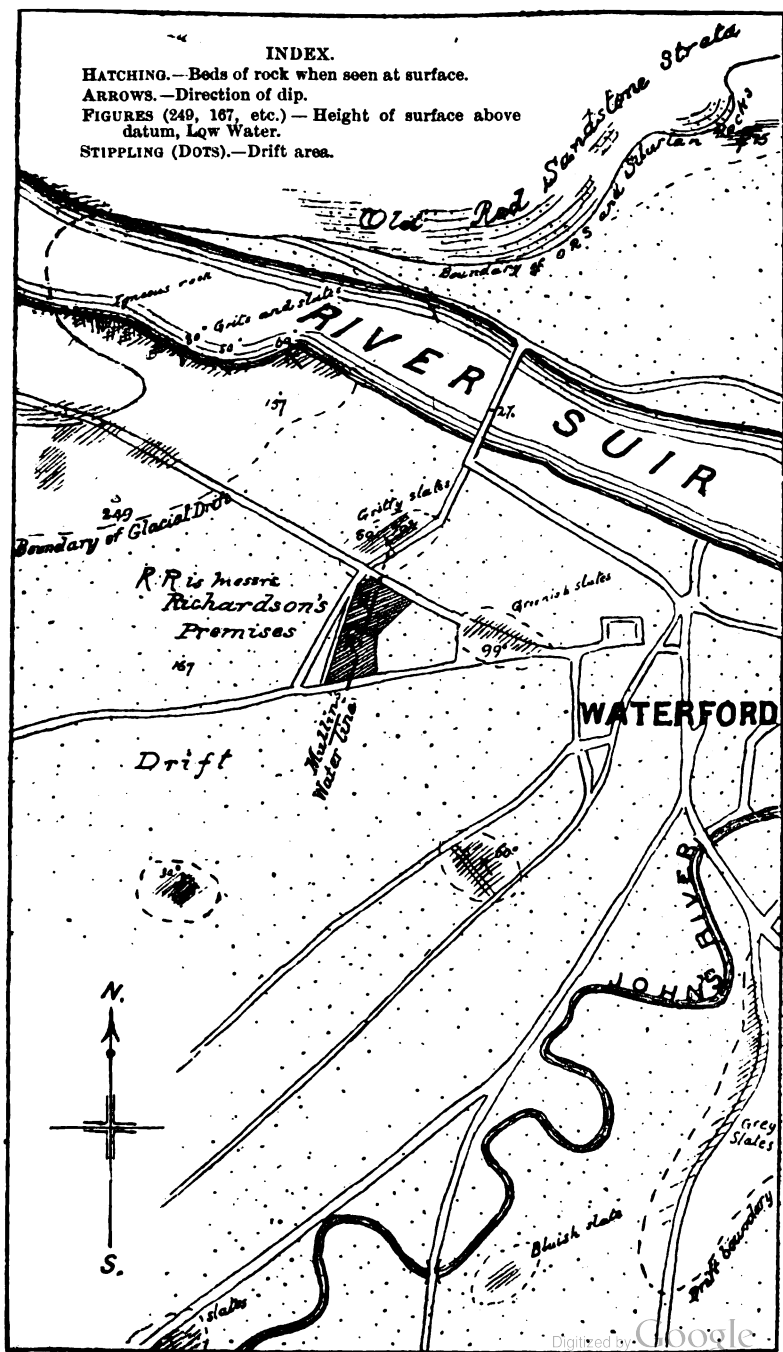 INDEX.
HATCHING.—Beds of rock when seen at surface.
ARROWS.—Direction of dip.
FIGURES (249, 167, etc.) — Height of surface above
datum, Low Water.
STIPPLING (DOTS).—Drift area.
Old Red Sandstone Strata
Boundary of O R S and Silurian Rocks
Igneous rock
Grits and slates
80°
50°
RIVER SUIR
157
27.
249
Boundary of Glacial Drift
Gritty slates
R.R is Messrs
Richardson's
Premises
Greenish slates
99
167
WATERFORD
Mullins
Water line
Drift
60°
JOHN'S RIVER
N.
Grey
Slates
S.
Bluish slate
Drift boundary
slates
Digitized by Google